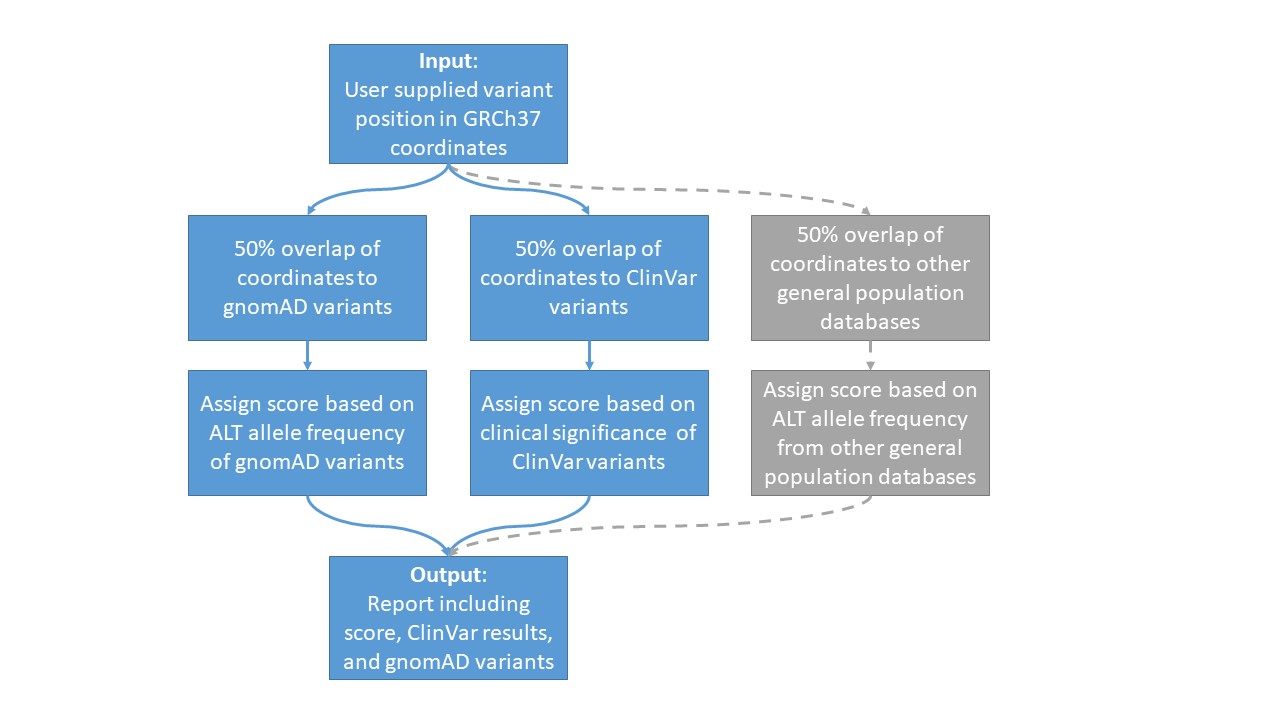 Input:
User supplied variant
position in GRCh37
coordinates
50% overlap of
coordinates to
gnomAD variants
50% overlap of
coordinates to ClinVar
variants
50% overlap of
coordinates to other
general population
databases
Assign score based on
ALT allele frequency
of gnomAD variants
Assign score based on
clinical significance of
ClinVar variants
Assign score based on
ALT allele frequency
from other general
population databases
Output:
Report including
score, ClinVar results,
and gnomAD variants